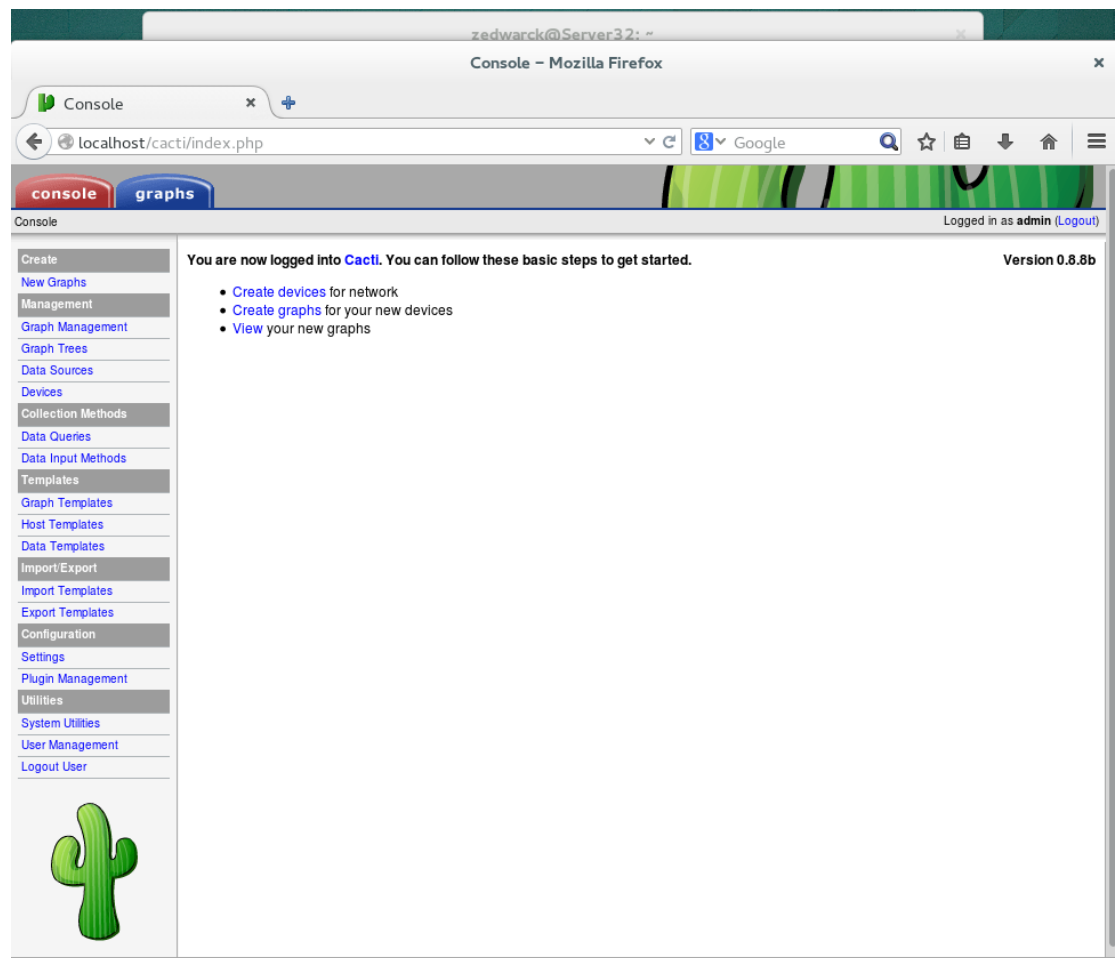 zedwarck@Server32: ~
Console - Mozilla Firefox
Console
localhost/cacti/index.php
Google
console graphs
Console
Logged in as admin (Logout)
Create
New Graphs
Management
Graph Management
Graph Trees
Data Sources
Devices
Collection Methods
Data Queries
Data Input Methods
Templates
Graph Templates
Host Templates
Data Templates
Import/Export
Import Templates
Export Templates
Configuration
Settings
Plugin Management
Utilities
System Utilities
User Management
Logout User
You are now logged into Cacti. You can follow these basic steps to get started.
Version 0.8.8b
• Create devices for network
• Create graphs for your new devices
• View your new graphs